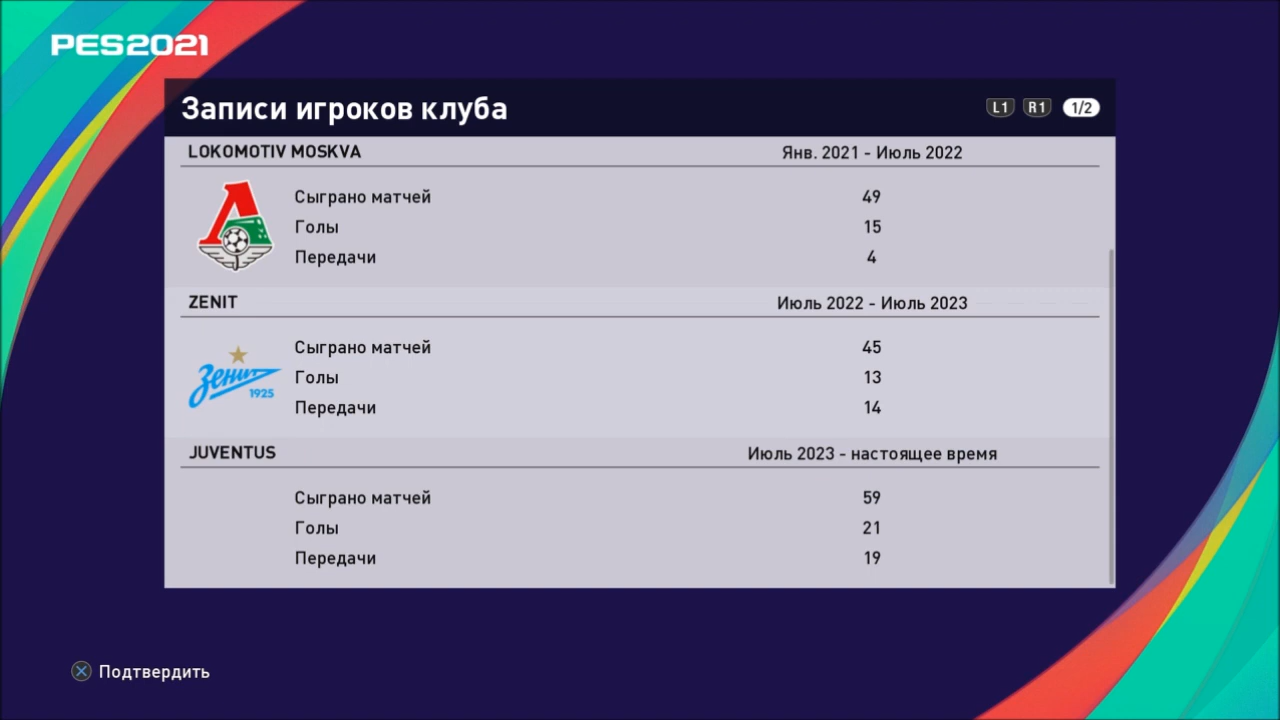 PES2021
Записи игроков клуба L1 R1 1/2
LOKOMOTIV MOSKVA Янв. 2021 - Июль 2022
Сыграно матчей 49
Голы 15
Передачи 4
ZENIT Июль 2022 - Июль 2023
Сыграно матчей 45
Зенит 1925
Голы 13
Передачи 14
JUVENTUS Июль 2023 - настоящее время
Сыграно матчей 59
Голы 21
Передачи 19
Подтвердить